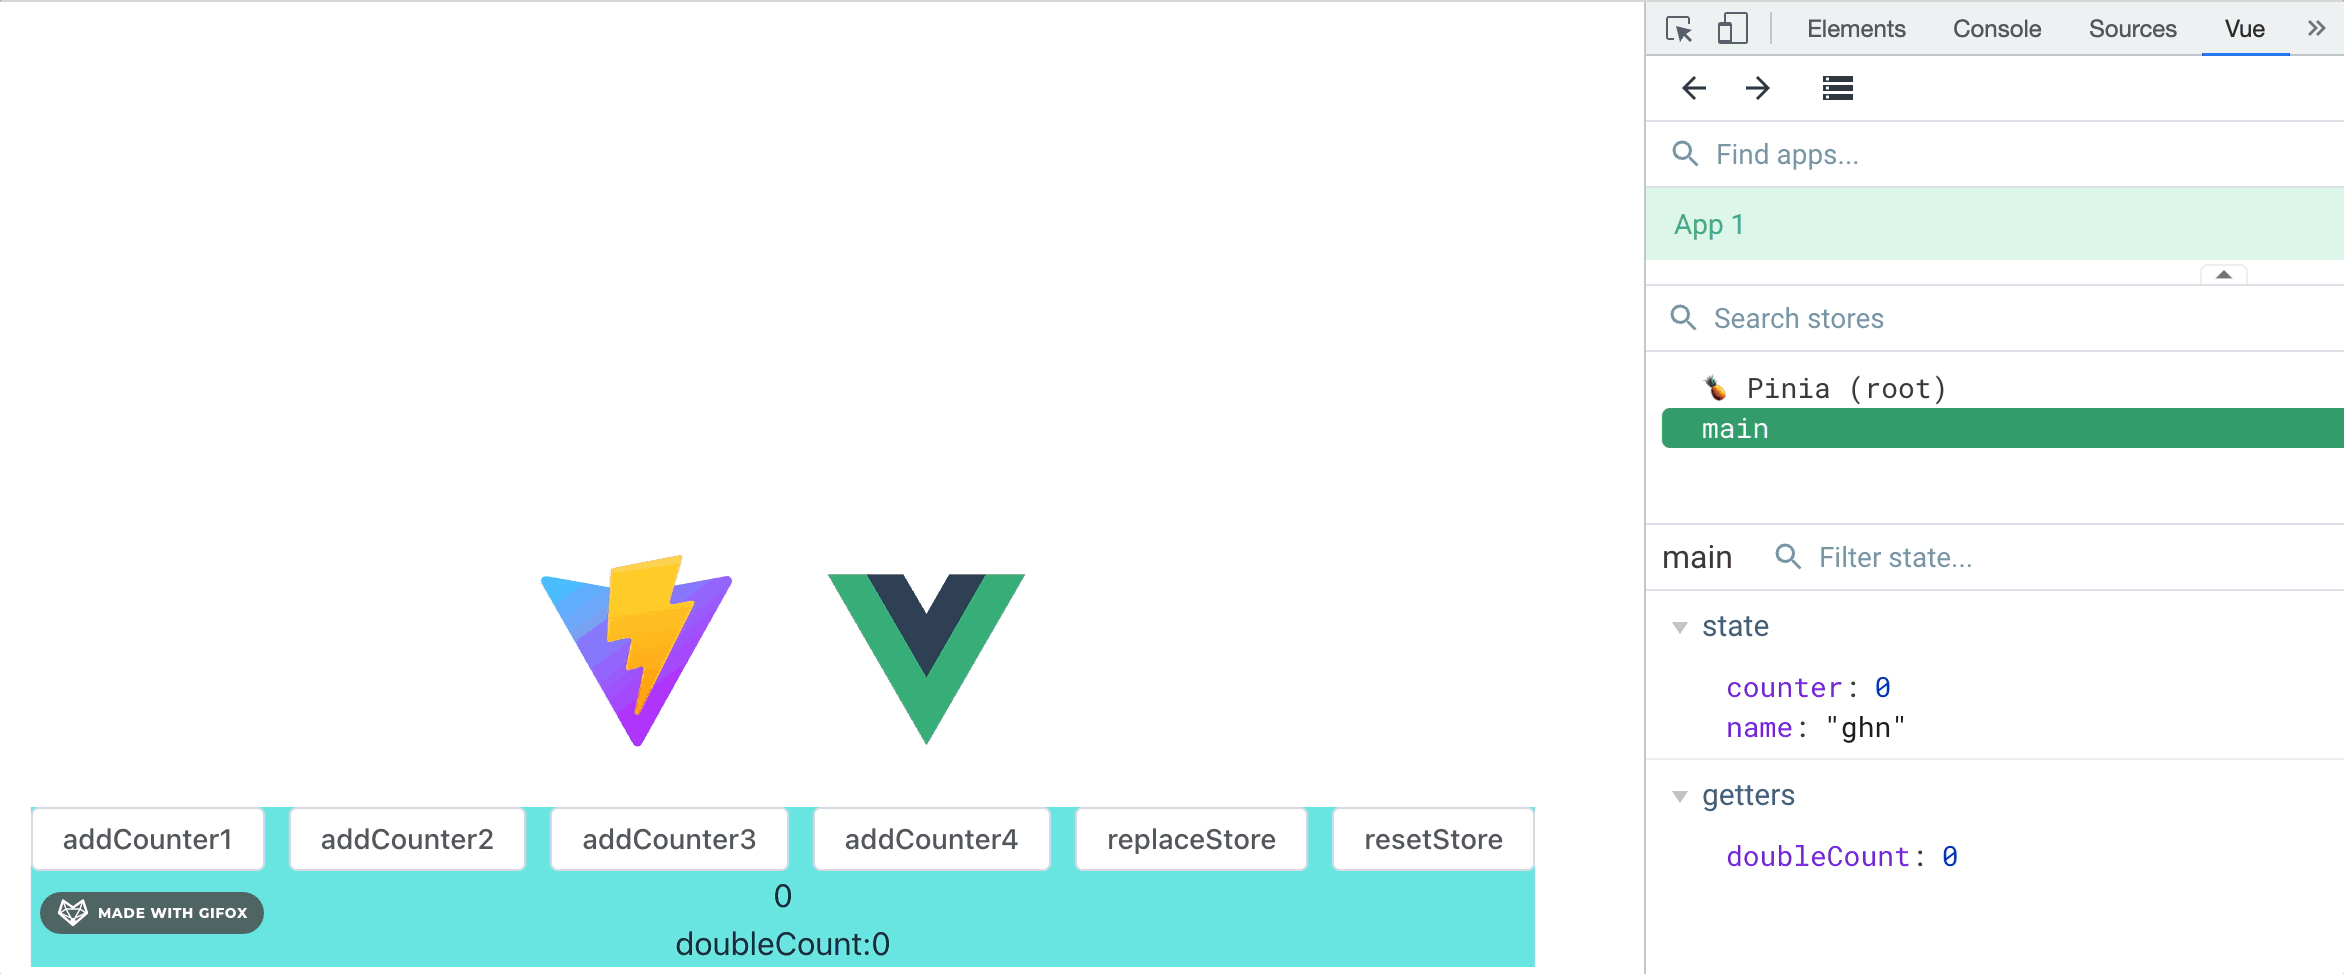 addCounter1 addCounter2 addCounter3 addCounter4 replaceStore resetStore
0
MADE WITH GIFOX
doubleCount:0
Elements Console Sources Vue
Find apps...
App 1
Search stores
Pinia (root)
main
main Filter state...
state
counter: 0
name: "ghn"
getters
doubleCount: 0